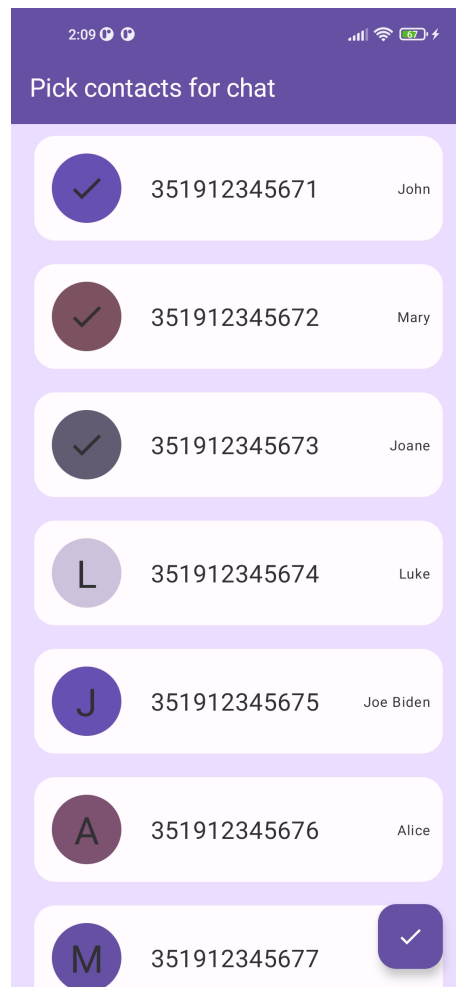 2:09 67
Pick contacts for chat
351912345671 John
351912345672 Mary
351912345673 Joane
L 351912345674 Luke
J 351912345675 Joe Biden
A 351912345676 Alice
M 351912345677